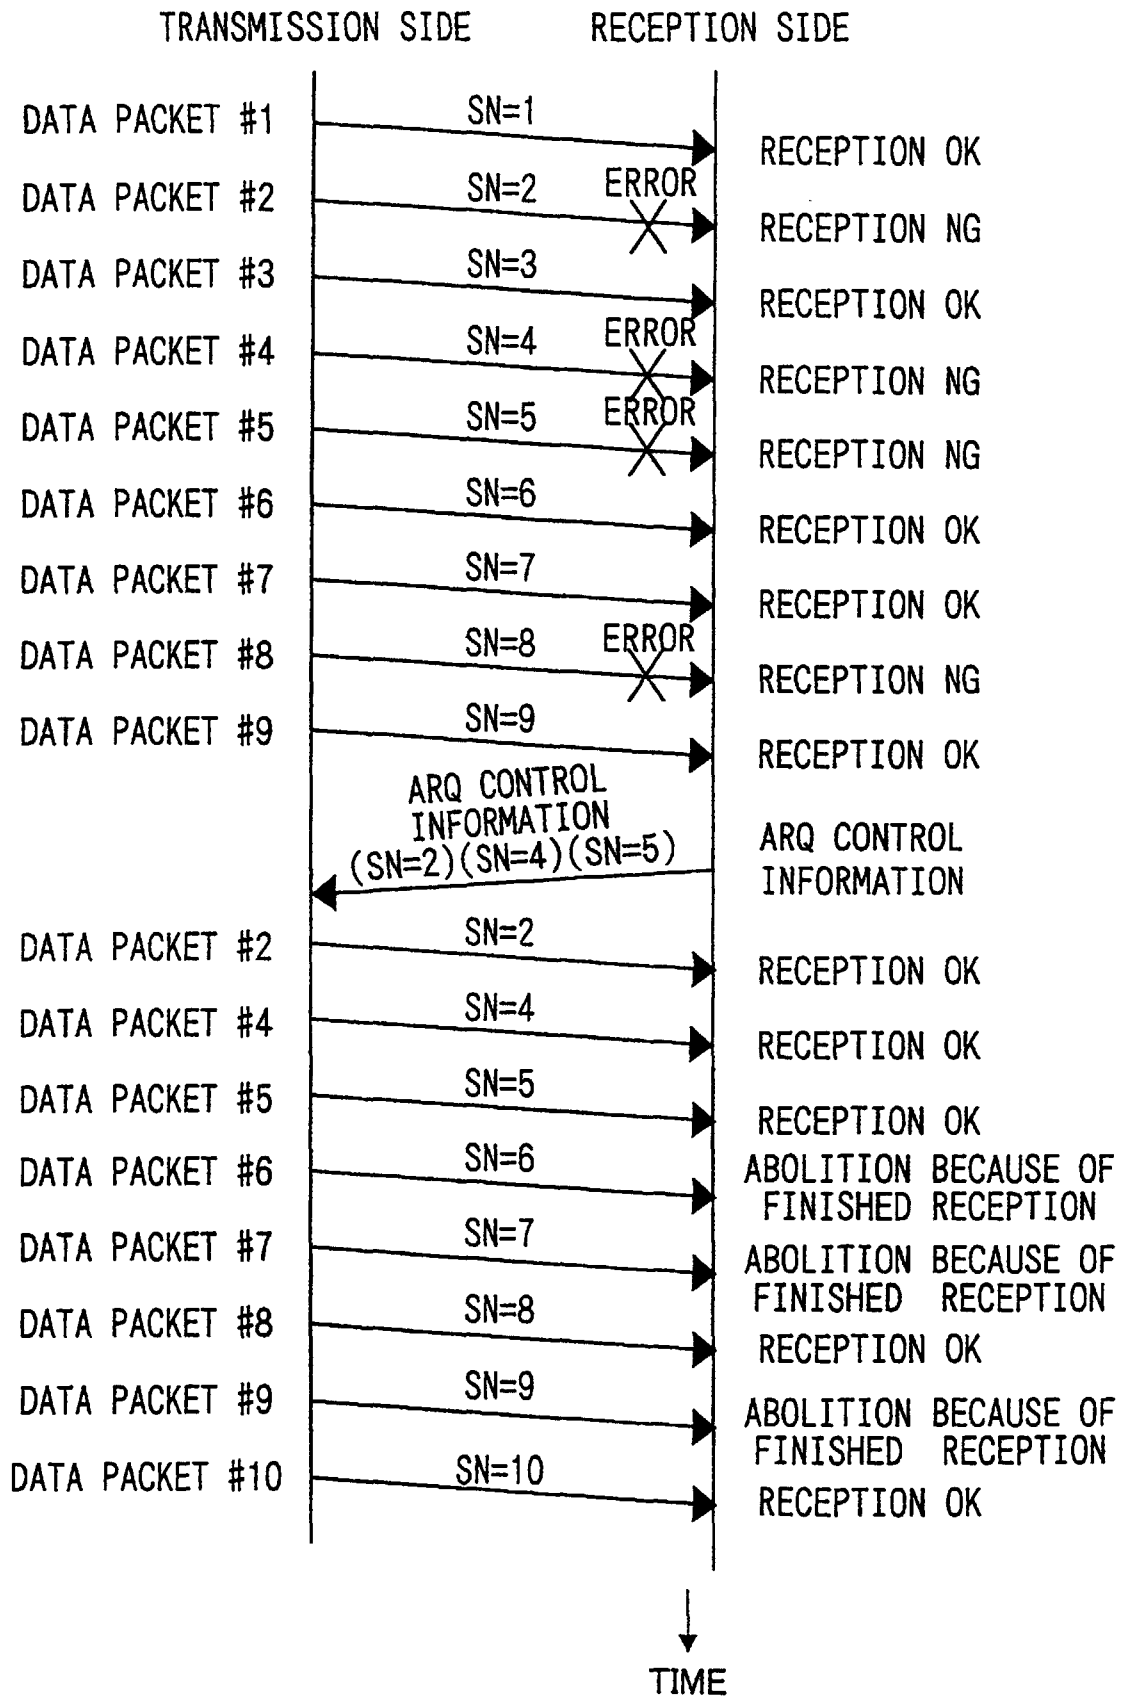 TRANSMISSION SIDE RECEPTION SIDE
DATA PACKET #1 SN=1
RECEPTION OK
DATA PACKET #2 SN=2 ERROR
RECEPTION NG
DATA PACKET #3 SN=3
RECEPTION OK
DATA PACKET #4 SN=4 ERROR
RECEPTION NG
DATA PACKET #5 SN=5 ERROR
RECEPTION NG
DATA PACKET #6 SN=6
RECEPTION OK
DATA PACKET #7 SN=7
RECEPTION OK
DATA PACKET #8 SN=8 ERROR
RECEPTION NG
DATA PACKET #9 SN=9
RECEPTION OK
ARQ CONTROL
INFORMATION
(SN=2)(SN=4)(SN=5)
ARQ CONTROL
INFORMATION
DATA PACKET #2 SN=2
RECEPTION OK
DATA PACKET #4 SN=4
RECEPTION OK
DATA PACKET #5 SN=5
RECEPTION OK
DATA PACKET #6 SN=6
ABOLITION BECAUSE OF
FINISHED RECEPTION
DATA PACKET #7 SN=7
ABOLITION BECAUSE OF
FINISHED RECEPTION
DATA PACKET #8 SN=8
RECEPTION OK
DATA PACKET #9 SN=9
ABOLITION BECAUSE OF
FINISHED RECEPTION
DATA PACKET #10 SN=10
RECEPTION OK
TIME